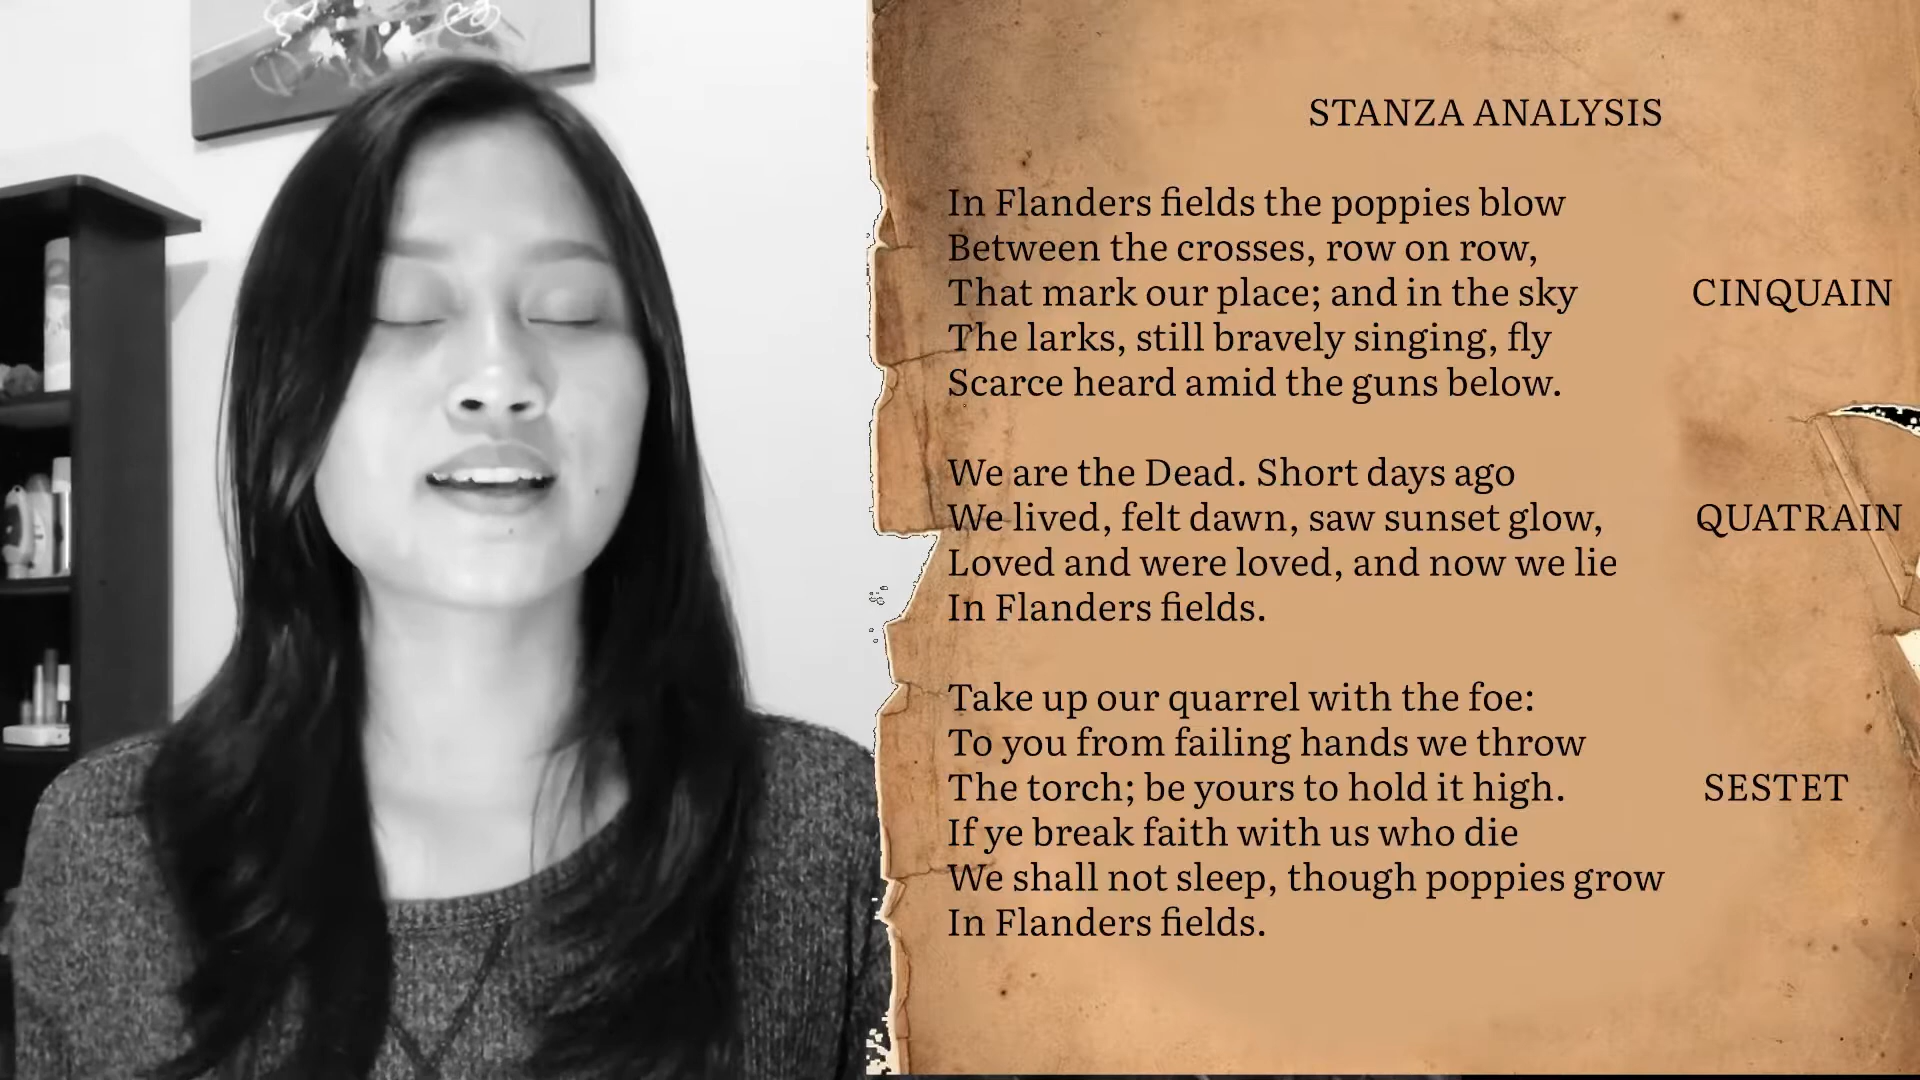 STANZA ANALYSIS
In Flanders fields the poppies blow
Between the crosses, row on row,
That mark our place; and in the sky
The larks, still bravely singing, fly
Scarce heard amid the guns below.
CINQUAIN
We are the Dead. Short days ago
We lived, felt dawn, saw sunset glow,
Loved and were loved, and now we lie
In Flanders fields.
QUATRAIN
Take up our quarrel with the foe:
To you from failing hands we throw
The torch; be yours to hold it high.
If ye break faith with us who die
We shall not sleep, though poppies grow
In Flanders fields.
SESTET